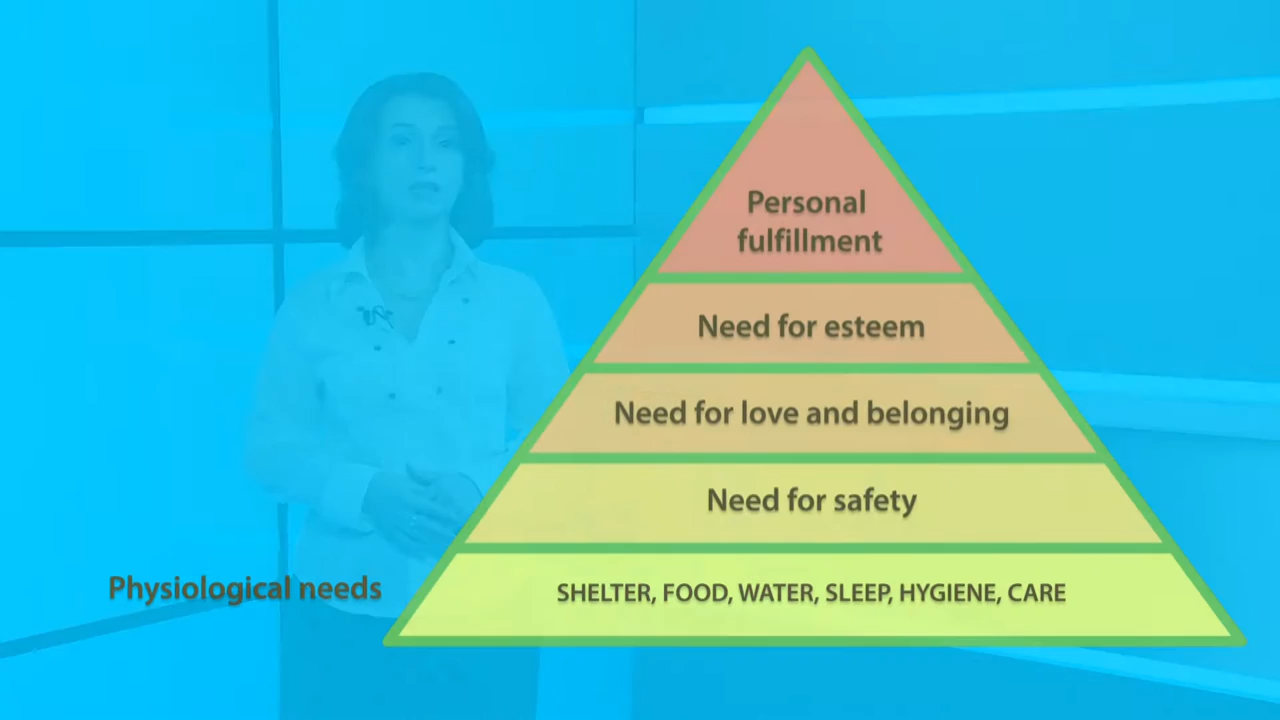 Personal
fulfillment
Need for esteem
Need for love and belonging
Need for safety
Physiological needs
SHELTER, FOOD, WATER, SLEEP, HYGIENE, CARE